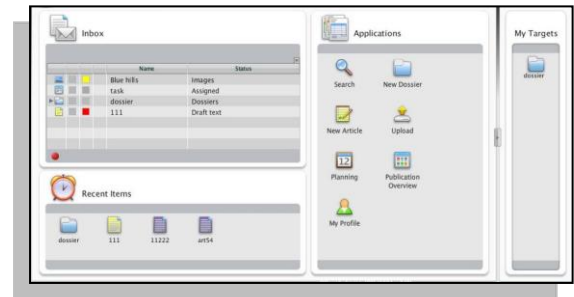 Inbox
Name Status
Blue hills Images
task Assigned
dossier Dossiers
111 Draft text
Recent Items
dossier 111 11222 art54
Applications
Search New Dossier
New Article Upload
12
Planning Publication
Overview
My Profile
My Targets
dossier